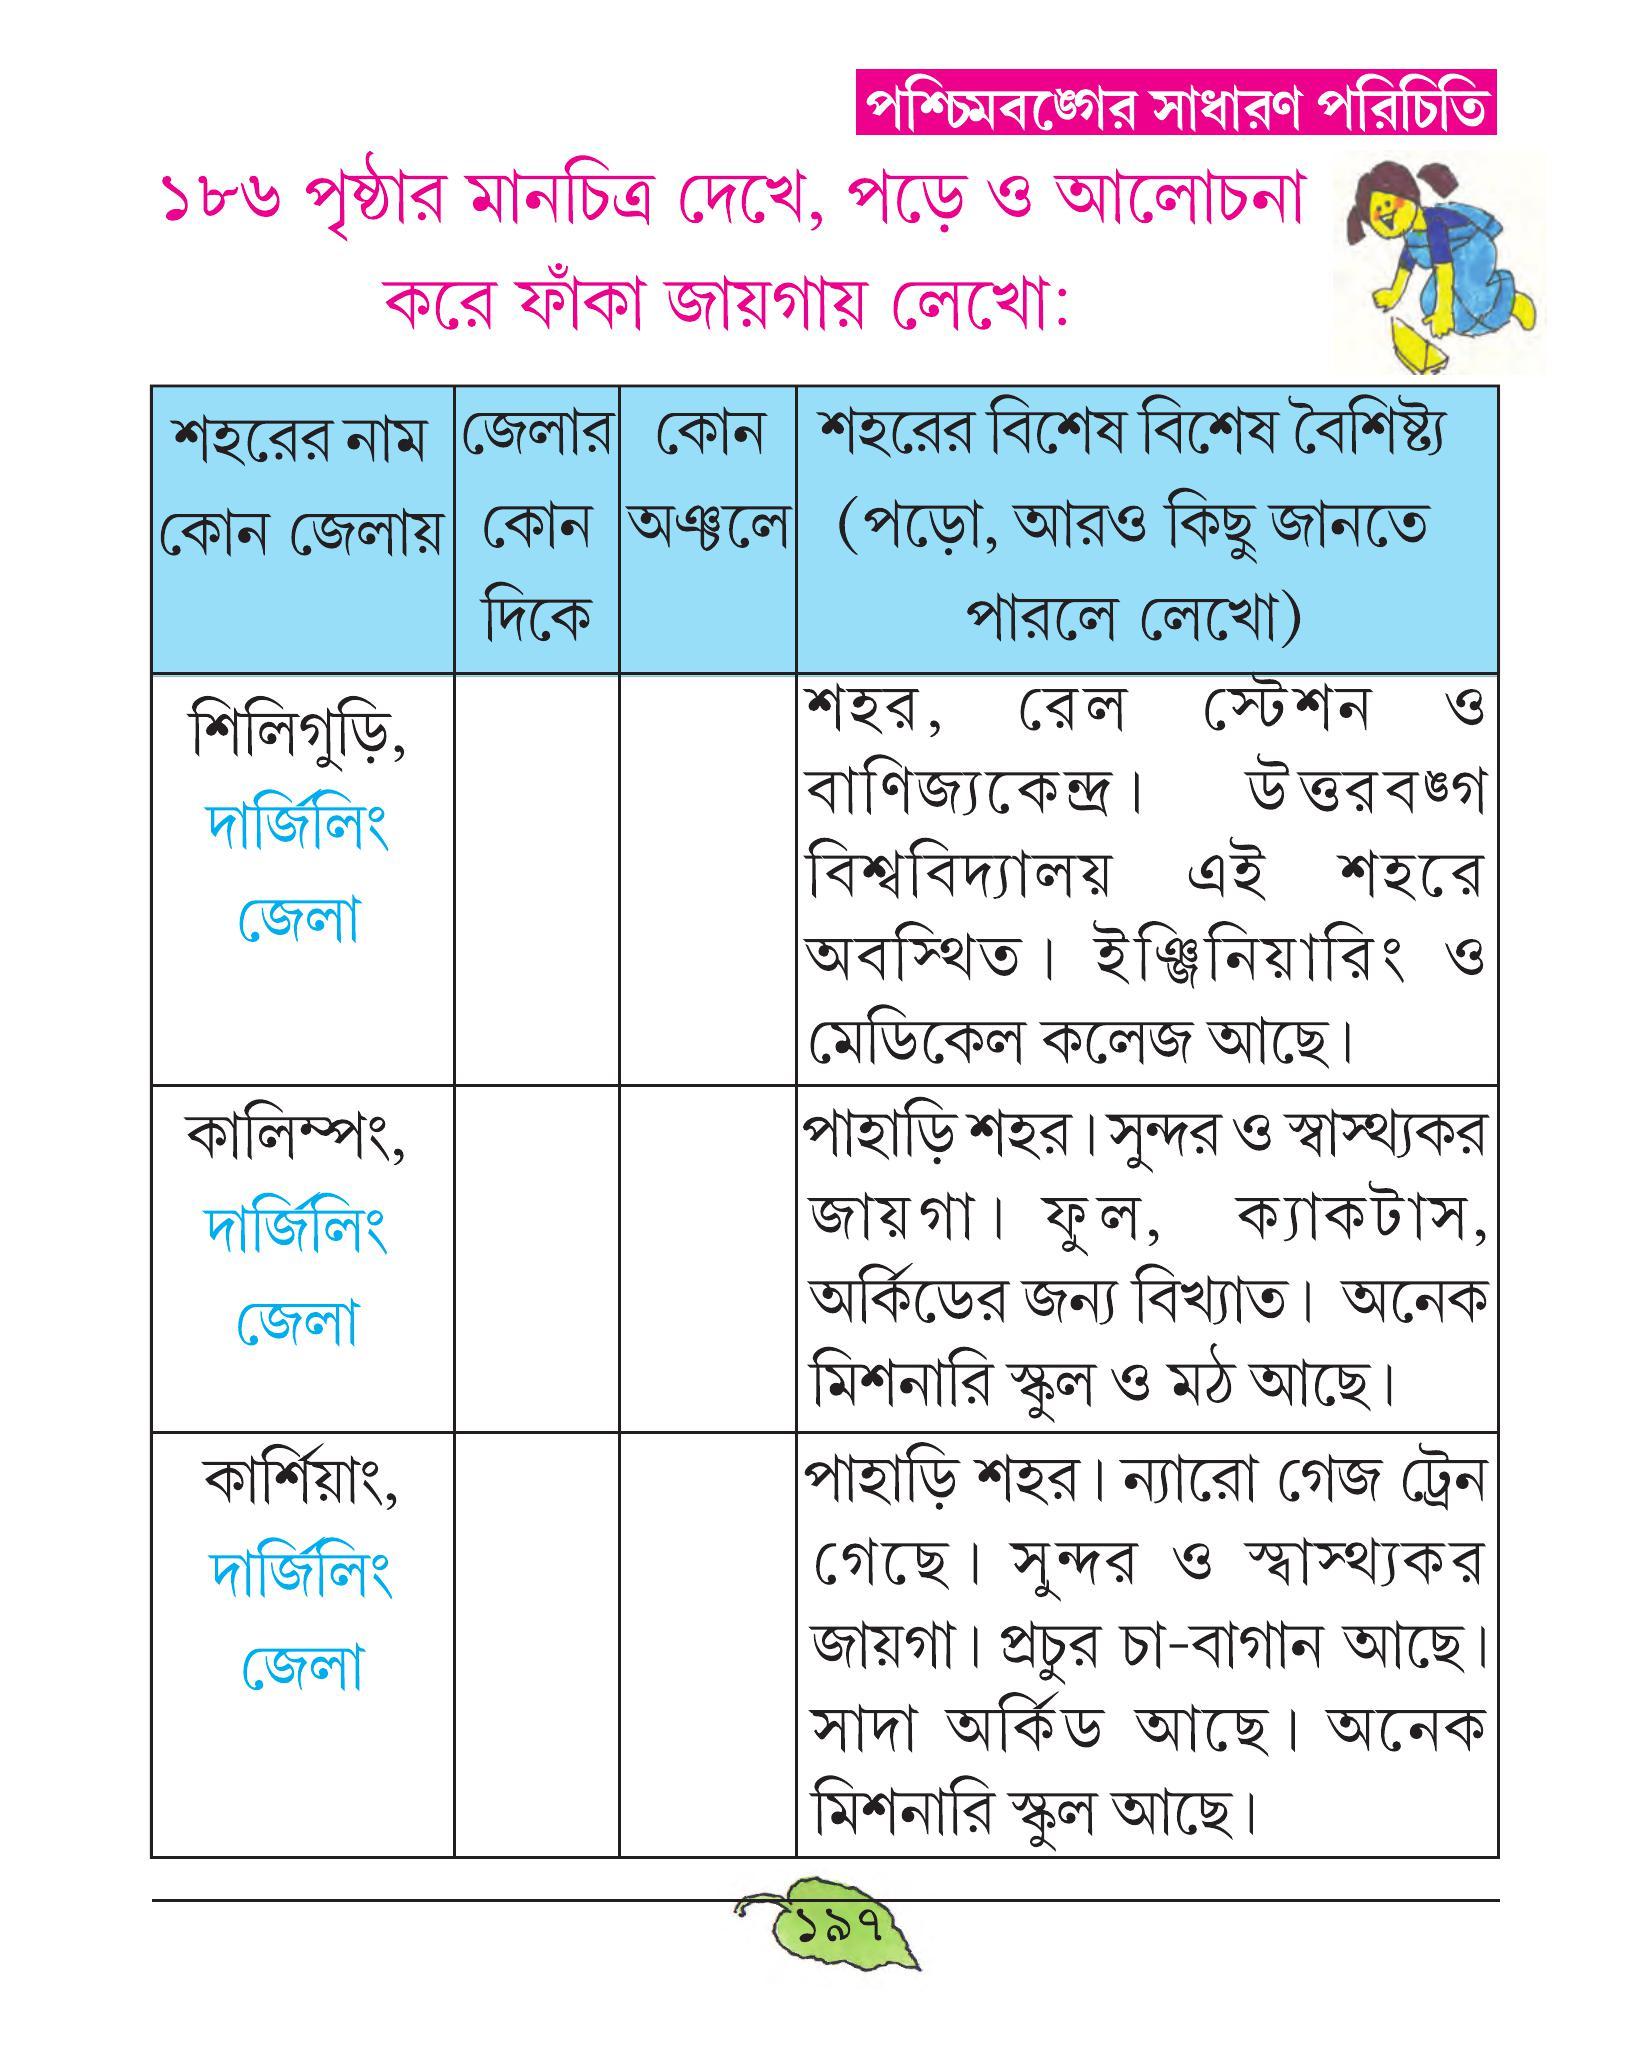 পশ্চিমবঙ্গের সাধারণ পরিচিতি
১৮৬ পৃষ্ঠার মানচিত্র দেখে, পড়ে ও আলোচনা
করে ফাঁকা জায়গায় লেখো:
শহরের নাম
কোন জেলায়
জেলার
কোন
দিকে
কোন
অঞ্চলে
শহরের বিশেষ বিশেষ বৈশিষ্ট্য
(পড়ো, আরও কিছু জানতে
পারলে লেখো)
শিলিগুড়ি,
দার্জিলিং
জেলা
শহর, রেল স্টেশন ও
বাণিজ্যকেন্দ্র। উত্তরবঙ্গ
বিশ্ববিদ্যালয় এই শহরে
অবস্থিত। ইঞ্জিনিয়ারিং ও
মেডিকেল কলেজ আছে।
কালিম্পং,
দার্জিলিং
জেলা
পাহাড়ি শহর। সুন্দর ও স্বাস্থ্যকর
জায়গা। ফুল, ক্যাকটাস,
অর্কিডের জন্য বিখ্যাত। অনেক
মিশনারি স্কুল ও মঠ আছে।
কার্শিয়াং,
দার্জিলিং
জেলা
পাহাড়ি শহর। ন্যারো গেজ ট্রেন
গেছে। সুন্দর ও স্বাস্থ্যকর
জায়গা। প্রচুর চা-বাগান আছে।
সাদা অর্কিড আছে। অনেক
মিশনারি স্কুল আছে।
১৯৭